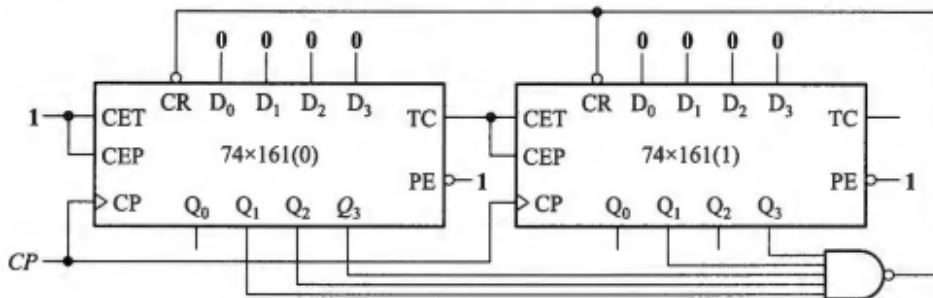 0 0 0 0 0 0 0 0
CR D₀ D₁ D₂ D₃ CR D₀ D₁ D₂ D₃
1 CET TC CET TC
CEP 74×161(0) CEP 74×161(1)
PE 1 PE 1
CP Q₀ Q₁ Q₂ Q₃ CP Q₀ Q₁ Q₂ Q₃
CP